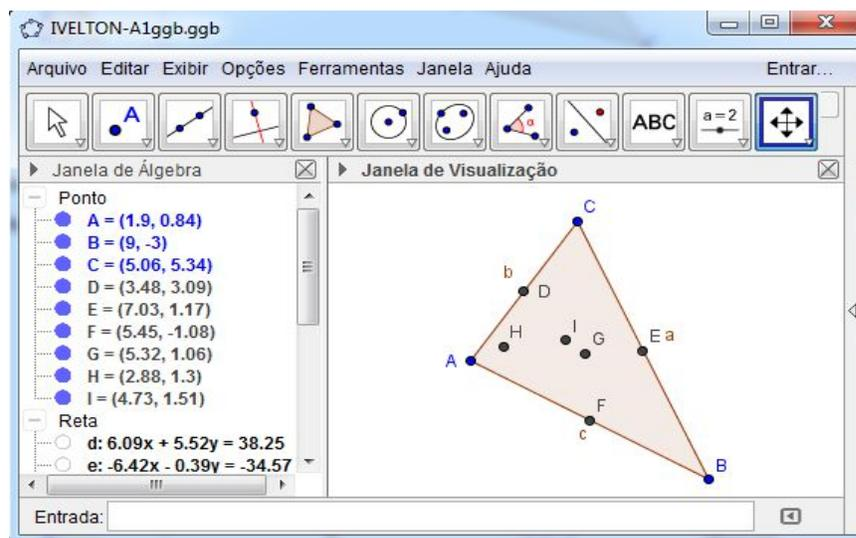 IVELTON-A1ggb.ggb
Arquivo Editar Exibir Opções Ferramentas Janela Ajuda Entrar...
A α ABC a=2
Janela de Álgebra
Ponto
A = (1.9, 0.84)
B = (9, -3)
C = (5.06, 5.34)
D = (3.48, 3.09)
E = (7.03, 1.17)
F = (5.45, -1.08)
G = (5.32, 1.06)
H = (2.88, 1.3)
I = (4.73, 1.51)
Reta
d: 6.09x + 5.52y = 38.25
e: -6.42x - 0.39y = -34.57
Janela de Visualização
C
b
D
H
I
G
E a
A
F
c
B
Entrada: